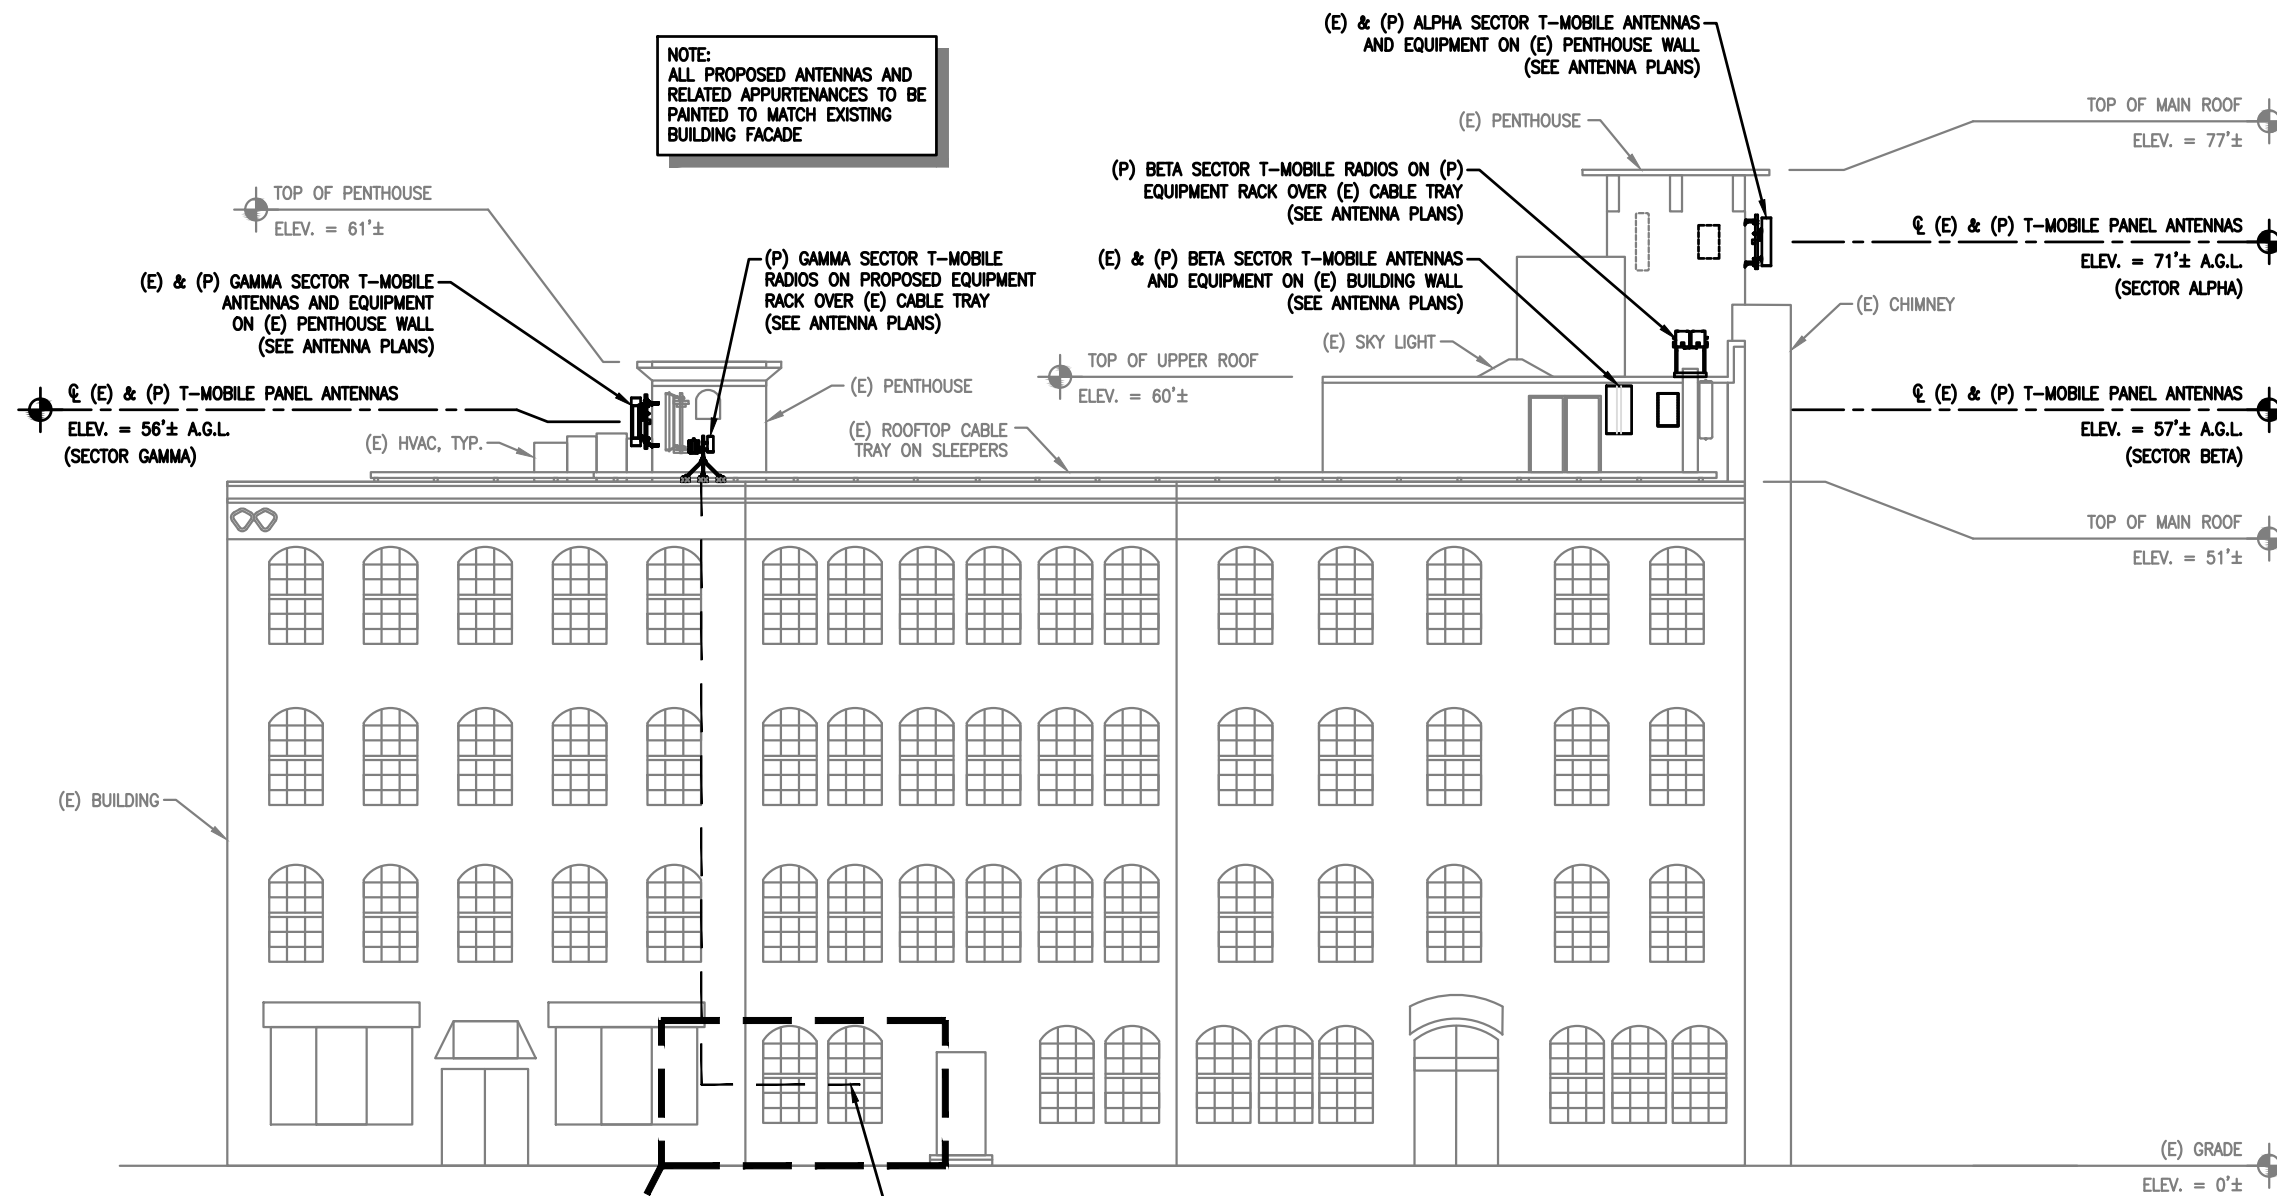 (E) & (P) ALPHA SECTOR T-MOBILE ANTENNAS
AND EQUIPMENT ON (E) PENTHOUSE WALL
(SEE ANTENNA PLANS)
NOTE:
ALL PROPOSED ANTENNAS AND
RELATED APPURTENANCES TO BE
PAINTED TO MATCH EXISTING
BUILDING FACADE
TOP OF MAIN ROOF
ELEV. = 77'±
(E) PENTHOUSE
(P) BETA SECTOR T-MOBILE RADIOS ON (P)
EQUIPMENT RACK OVER (E) CABLE TRAY
(SEE ANTENNA PLANS)
TOP OF PENTHOUSE
ELEV. = 61'±
℄ (E) & (P) T-MOBILE PANEL ANTENNAS
ELEV. = 71'± A.G.L.
(SECTOR ALPHA)
(P) GAMMA SECTOR T-MOBILE
RADIOS ON PROPOSED EQUIPMENT
RACK OVER (E) CABLE TRAY
(SEE ANTENNA PLANS)
(E) & (P) BETA SECTOR T-MOBILE ANTENNAS
AND EQUIPMENT ON (E) BUILDING WALL
(SEE ANTENNA PLANS)
(E) & (P) GAMMA SECTOR T-MOBILE
ANTENNAS AND EQUIPMENT
ON (E) PENTHOUSE WALL
(SEE ANTENNA PLANS)
(E) CHIMNEY
(E) SKY LIGHT
TOP OF UPPER ROOF
ELEV. = 60'±
(E) PENTHOUSE
℄ (E) & (P) T-MOBILE PANEL ANTENNAS
ELEV. = 56'± A.G.L.
(SECTOR GAMMA)
℄ (E) & (P) T-MOBILE PANEL ANTENNAS
ELEV. = 57'± A.G.L.
(SECTOR BETA)
(E) HVAC, TYP.
(E) ROOFTOP CABLE
TRAY ON SLEEPERS
TOP OF MAIN ROOF
ELEV. = 51'±
(E) BUILDING
(E) GRADE
ELEV. = 0'±